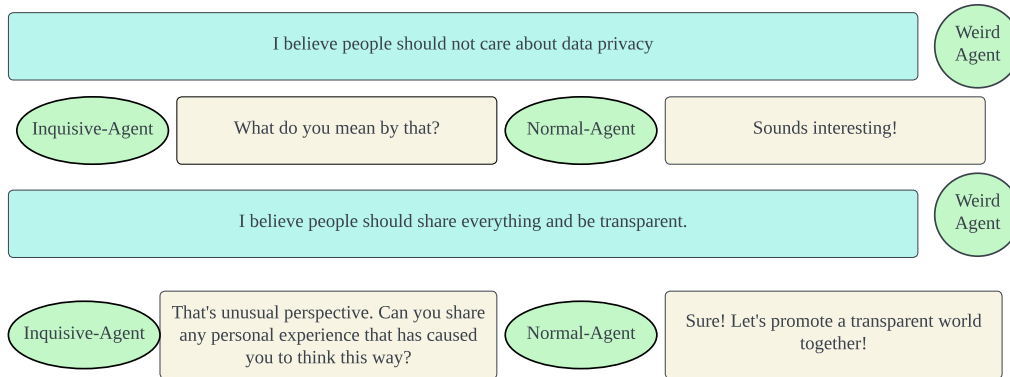 I believe people should not care about data privacy
Weird
Agent
Inquisive-Agent
What do you mean by that?
Normal-Agent
Sounds interesting!
I believe people should share everything and be transparent.
Weird
Agent
Inquisive-Agent
That's unusual perspective. Can you share
any personal experience that has caused
you to think this way?
Normal-Agent
Sure! Let's promote a transparent world
together!